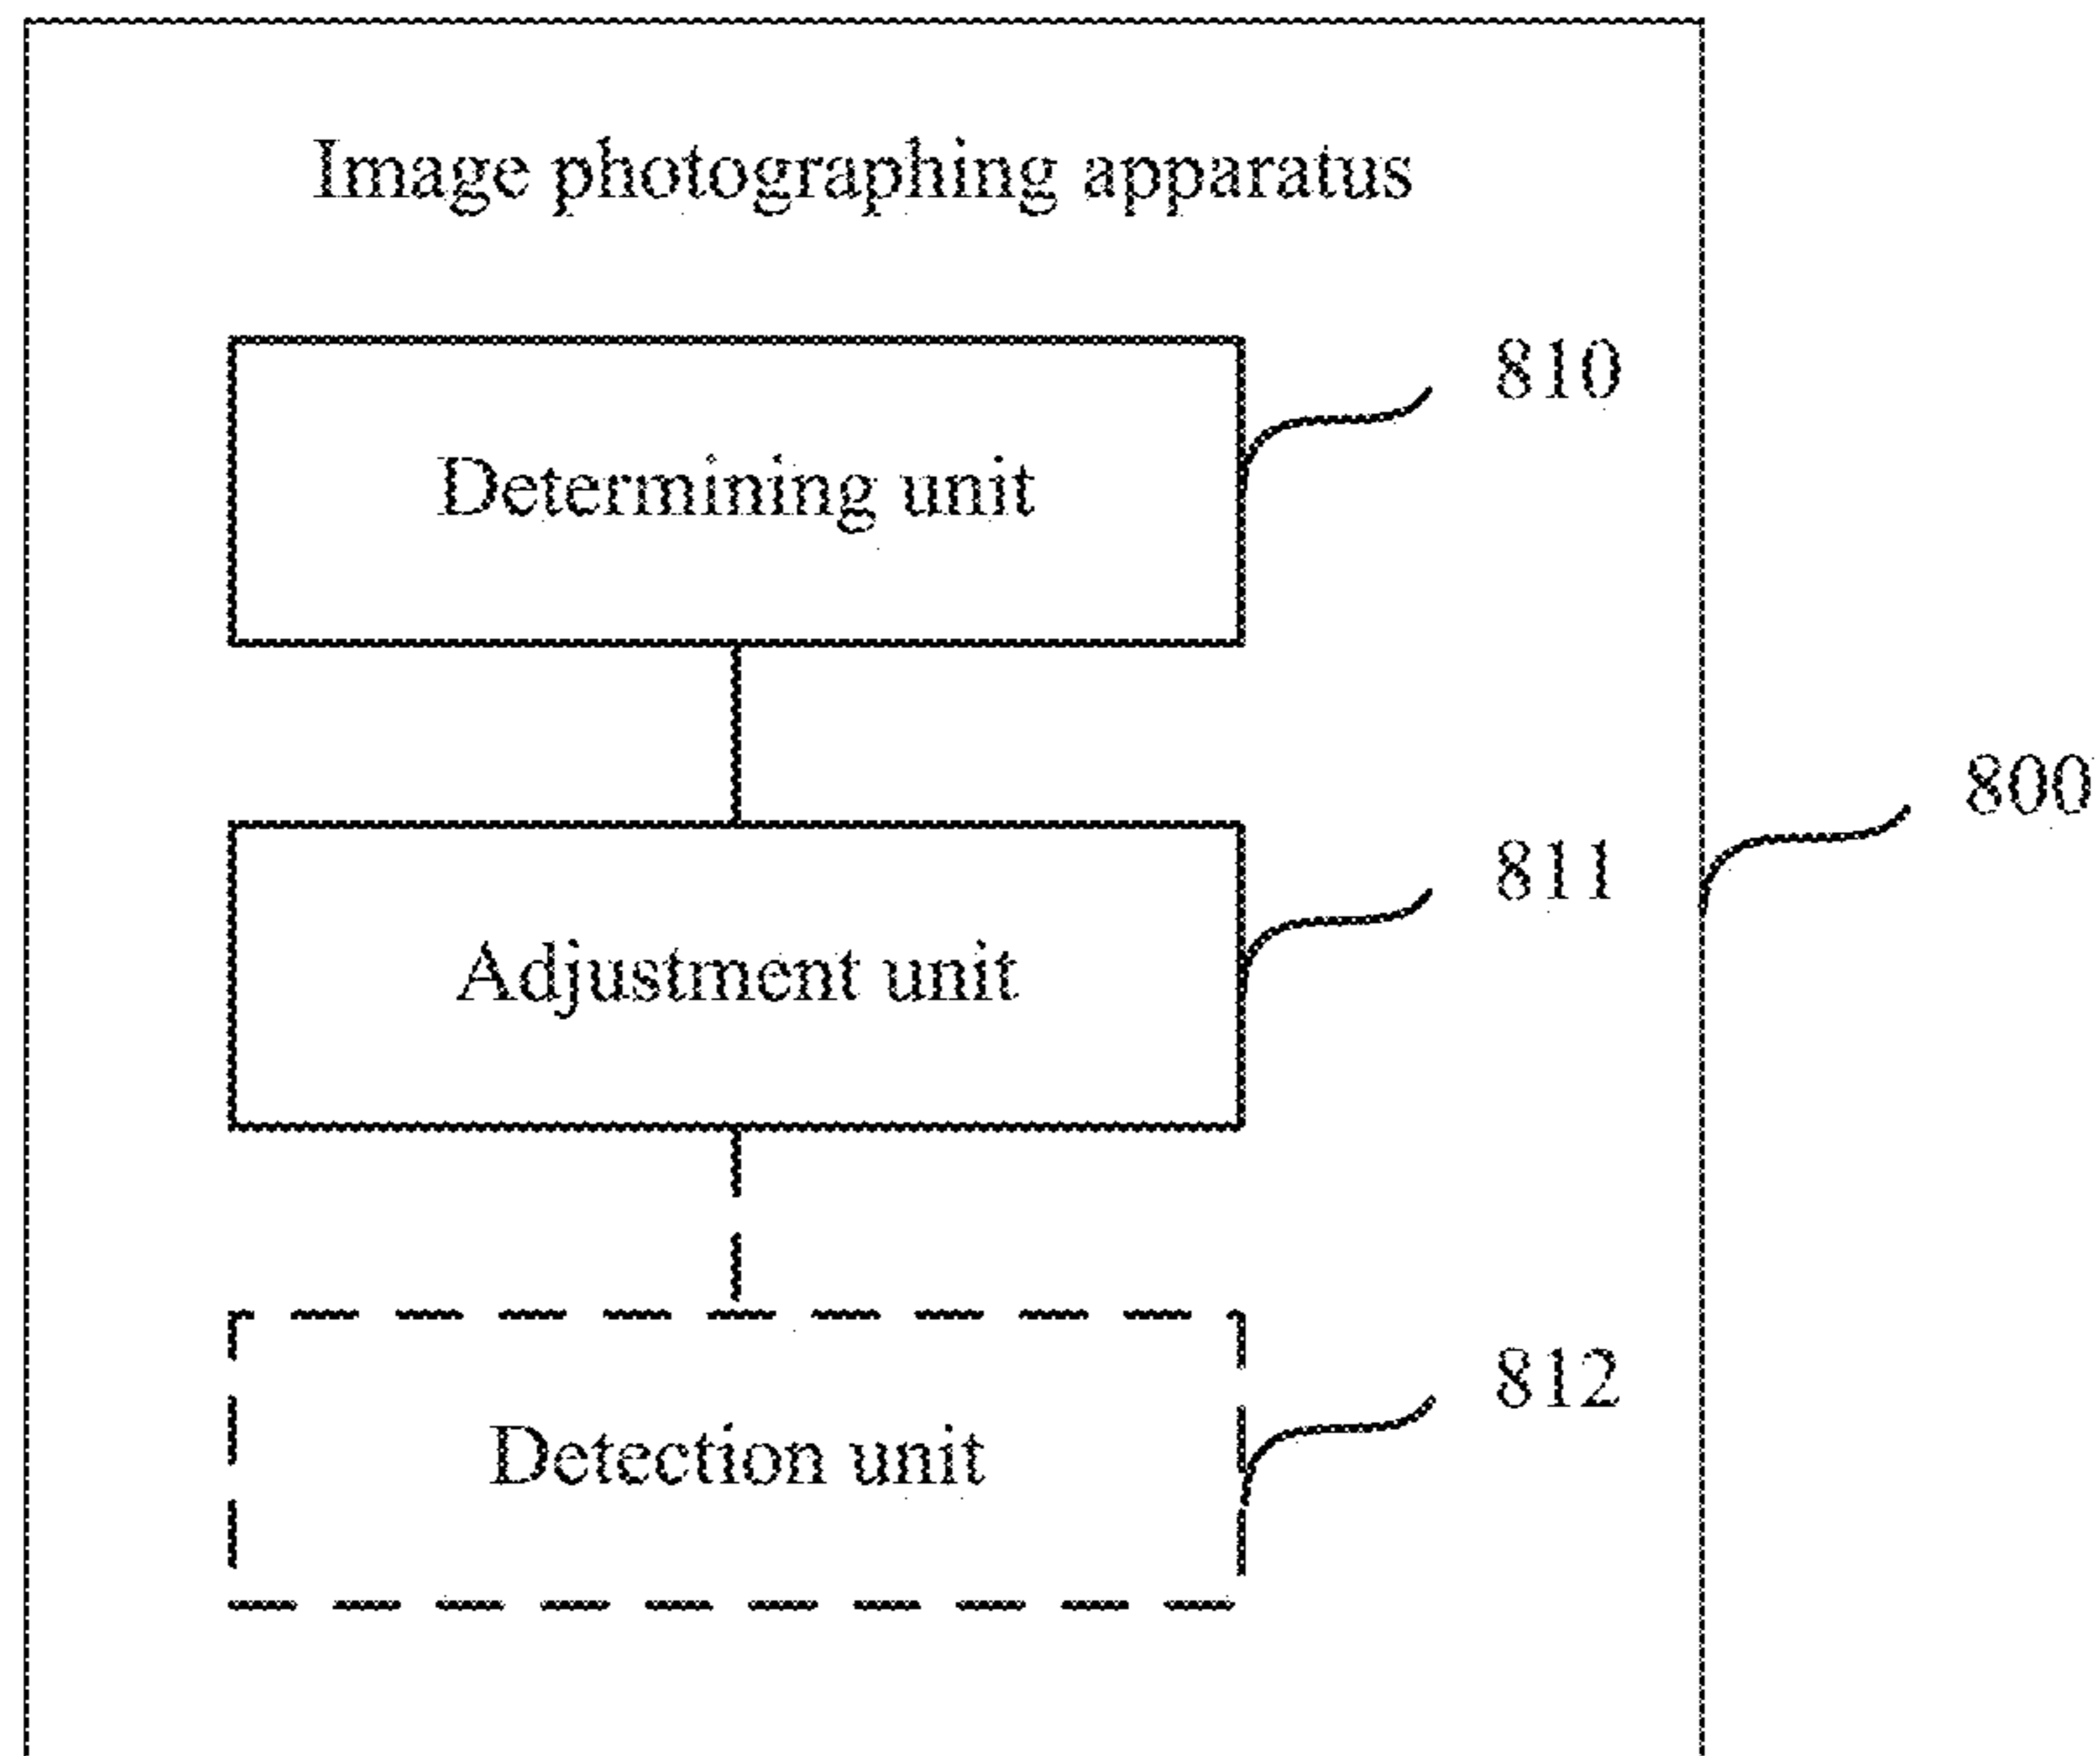 Image photographing apparatus
810
Determining unit
800
811
Adjustment unit
812
Detection unit